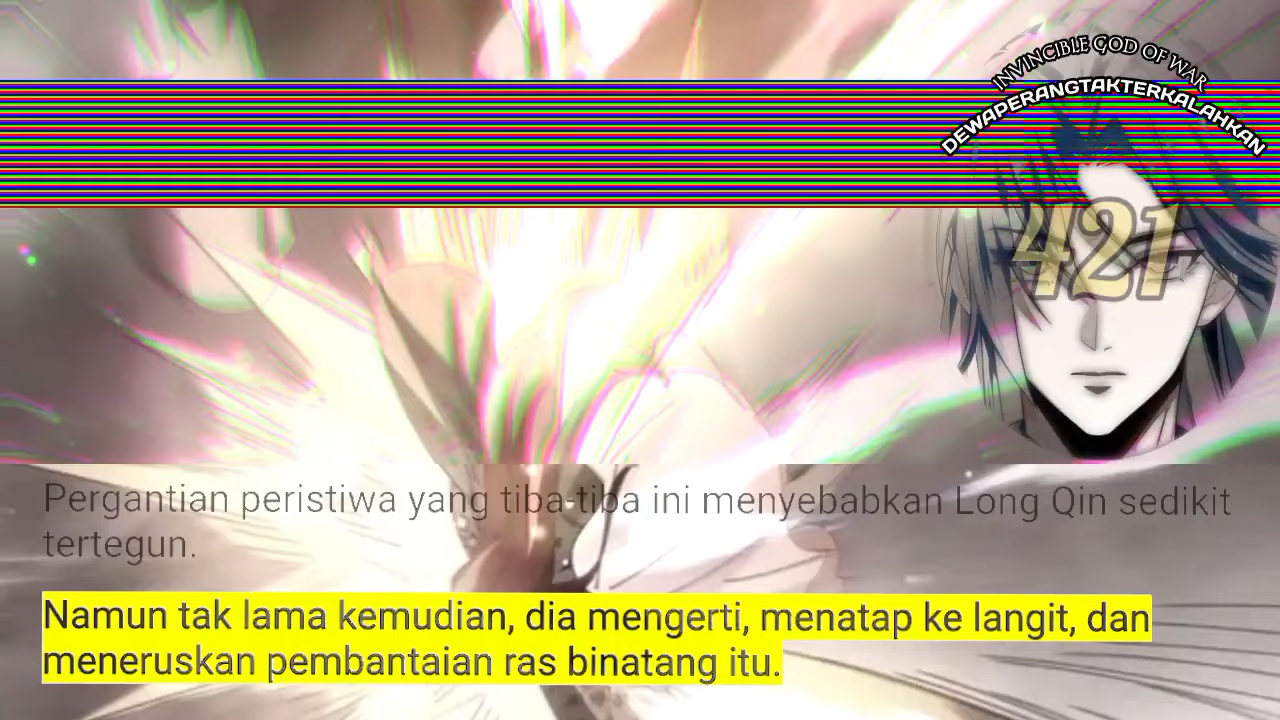 INVINCIBLE GOD OF WAR
DEWAPERANGTAKTERKALAHKAN
421
Pergantian peristiwa yang tiba-tiba ini menyebabkan Long Qin sedikit
tertegun.
Namun tak lama kemudian, dia mengerti, menatap ke langit, dan
meneruskan pembantaian ras binatang itu.